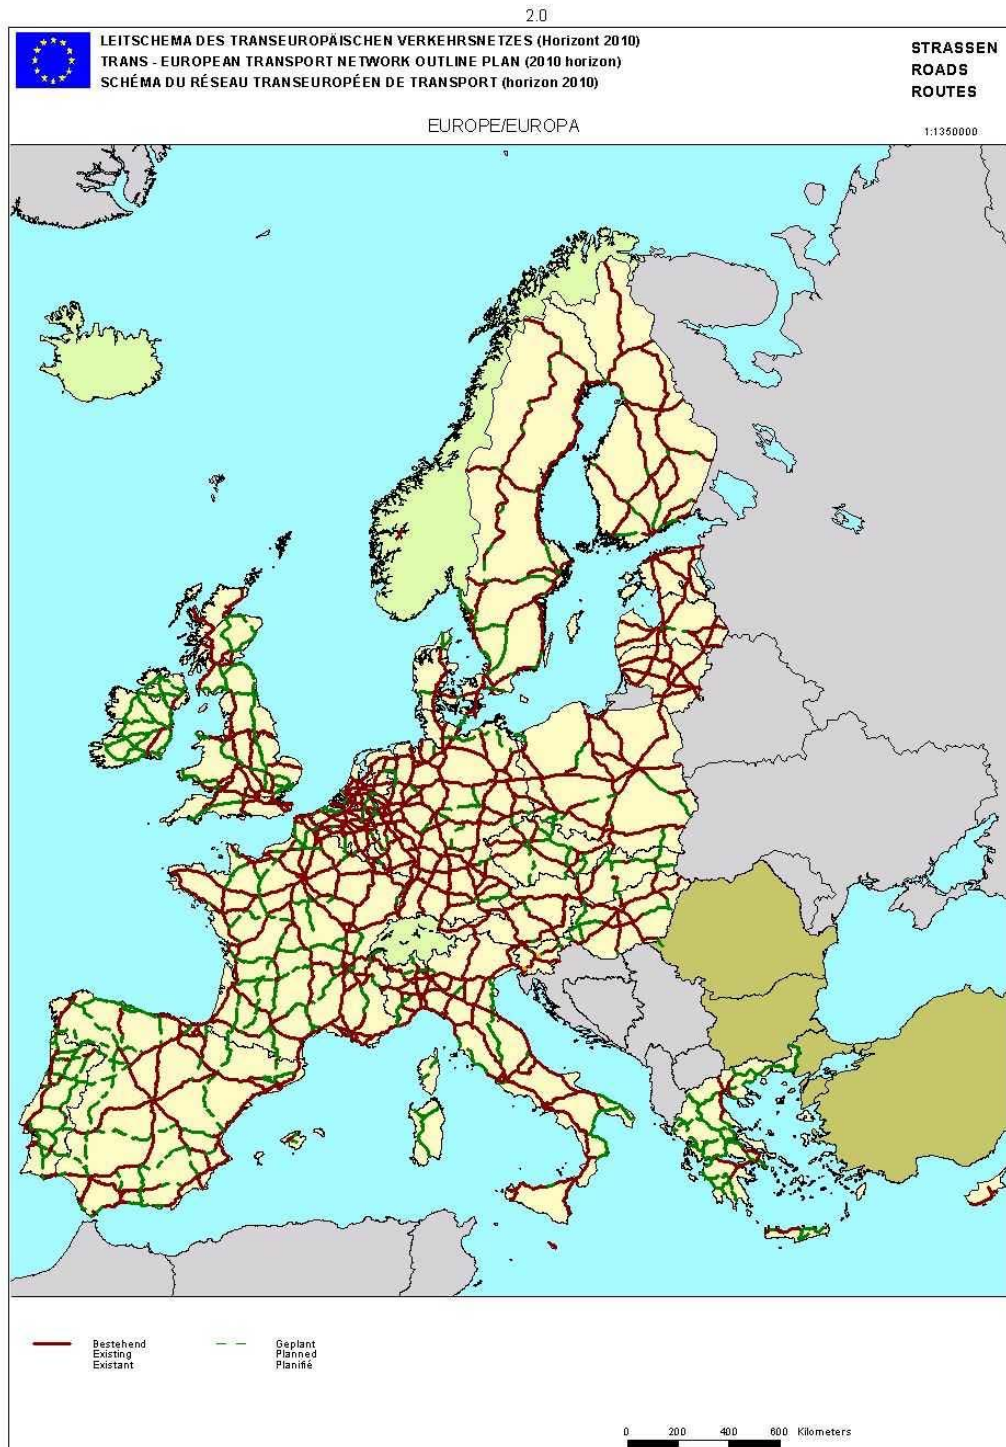 2.0
LEITSCHEMA DES TRANSEUROPÄISCHEN VERKEHRSNETZES (Horizont 2010)
TRANS - EUROPEAN TRANSPORT NETWORK OUTLINE PLAN (2010 horizon)
SCHÉMA DU RÉSEAU TRANSEUROPÉEN DE TRANSPORT (horizon 2010)
STRASSEN
ROADS
ROUTES
EUROPE/EUROPA
1:1350000
Bestehend
Existing
Existant
Geplant
Planned
Planifié
0 200 400 600 Kilometers